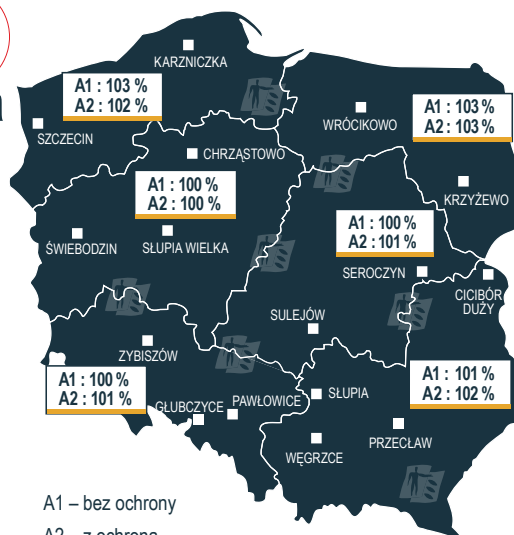 KARZNICZKA
A1 : 103 %
A2 : 102 %
SZCZECIN
WRÓCIKOWO
A1 : 103 %
A2 : 103 %
CHRZĄSTOWO
KRZYŻEWO
A1 : 100 %
A2 : 100 %
A1 : 100 %
A2 : 101 %
ŚWIEBODZIN
SŁUPIA WIELKA
SEROCZYN
CICIBÓR
DUŻY
SULEJÓW
ZYBISZÓW
A1 : 100 %
A2 : 101 %
GŁUBCZYCE
PAWŁOWICE
SŁUPIA
A1 : 101 %
A2 : 102 %
WĘGRZCE
PRZECŁAW
A1 – bez ochrony